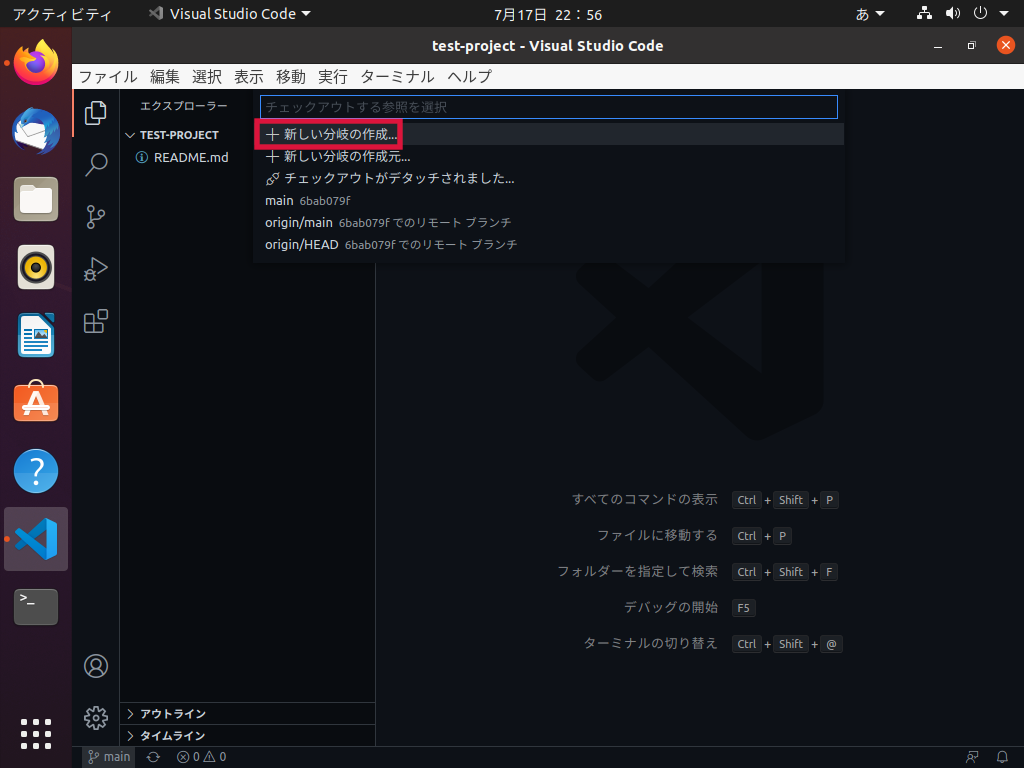 アクティビティ
Visual Studio Code
7月17日 22：56
あ
test-project - Visual Studio Code
ファイル 編集 選択 表示 移動 実行 ターミナル ヘルプ
エクスプローラー
TEST-PROJECT
README.md
チェックアウトする参照を選択
新しい分岐の作成...
新しい分岐の作成元...
チェックアウトがデタッチされました...
main 6bab079f
origin/main 6bab079f でのリモート ブランチ
origin/HEAD 6bab079f でのリモート ブランチ
すべてのコマンドの表示 Ctrl + Shift + P
ファイルに移動する Ctrl + P
フォルダーを指定して検索 Ctrl + Shift + F
デバッグの開始 F5
ターミナルの切り替え Ctrl + Shift + @
アウトライン
タイムライン
main 0 0